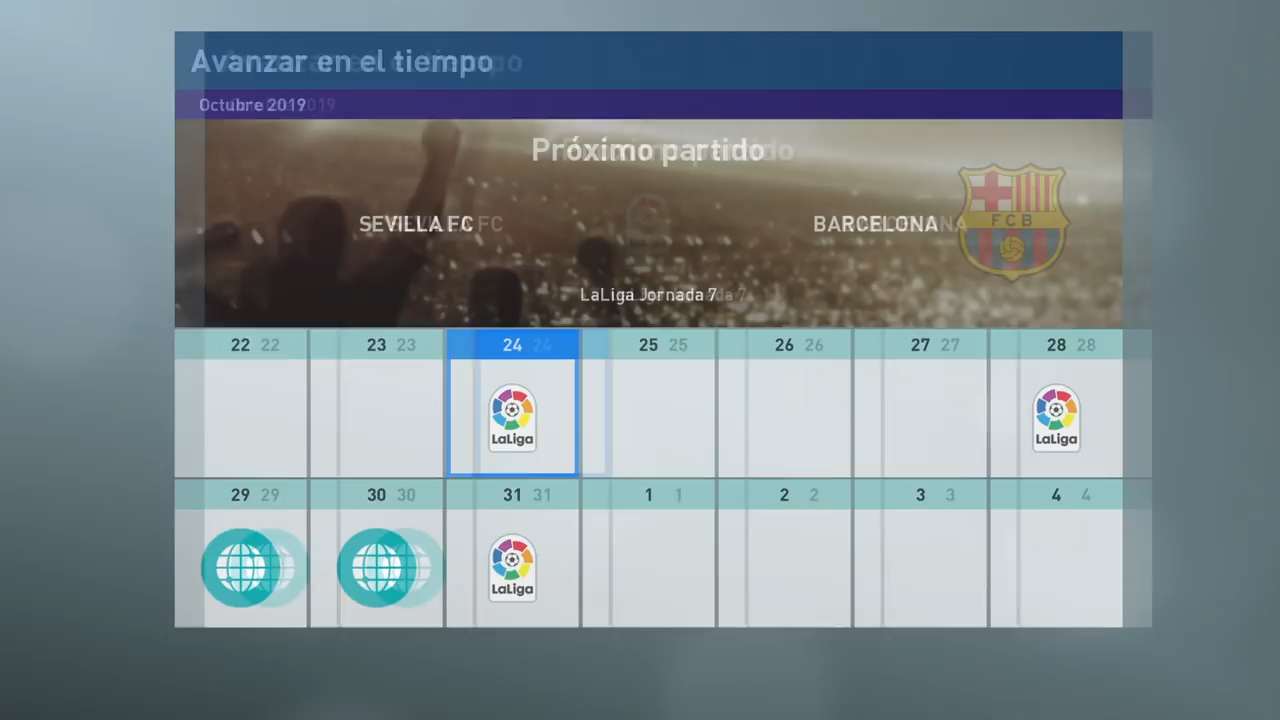 Avanzar en el tiempo
Octubre 2019
Próximo partido
SEVILLA FC
BARCELONA
FCB
LaLiga Jornada 7
22 23 24 25 26 27 28
LaLiga LaLiga
29 30 31 1 2 3 4
LaLiga